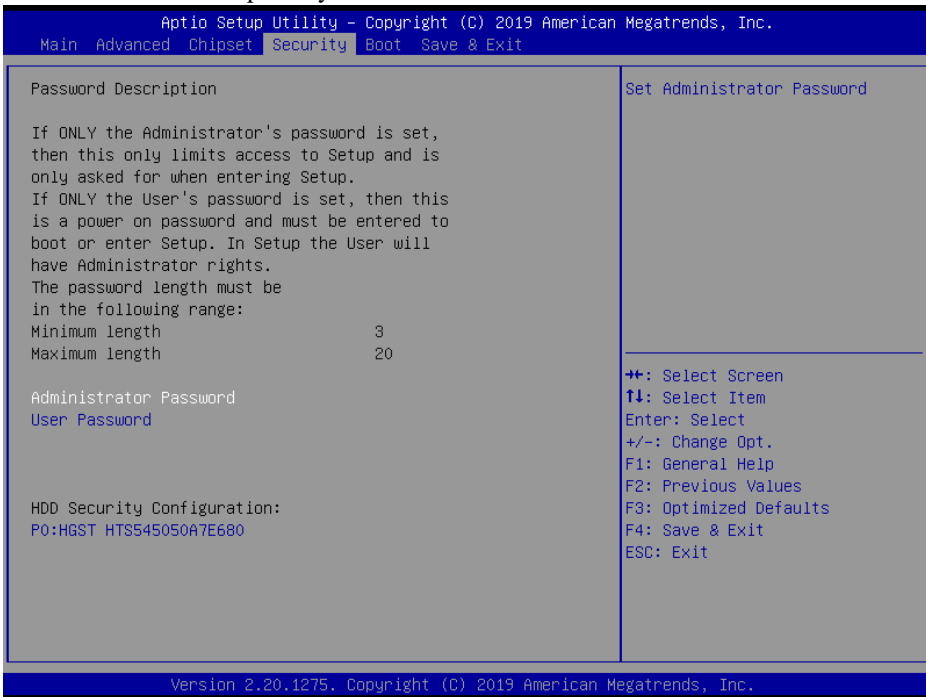 Aptio Setup Utility – Copyright (C) 2019 American Megatrends, Inc.
Main Advanced Chipset Security Boot Save & Exit
Password Description
If ONLY the Administrator's password is set,
then this only limits access to Setup and is
only asked for when entering Setup.
If ONLY the User's password is set, then this
is a power on password and must be entered to
boot or enter Setup. In Setup the User will
have Administrator rights.
The password length must be
in the following range:
Minimum length 3
Maximum length 20
Administrator Password
User Password
HDD Security Configuration:
P0:HGST HTS545050A7E680
Set Administrator Password
→←: Select Screen
↑↓: Select Item
Enter: Select
+/-: Change Opt.
F1: General Help
F2: Previous Values
F3: Optimized Defaults
F4: Save & Exit
ESC: Exit
Version 2.20.1275. Copyright (C) 2019 American Megatrends, Inc.